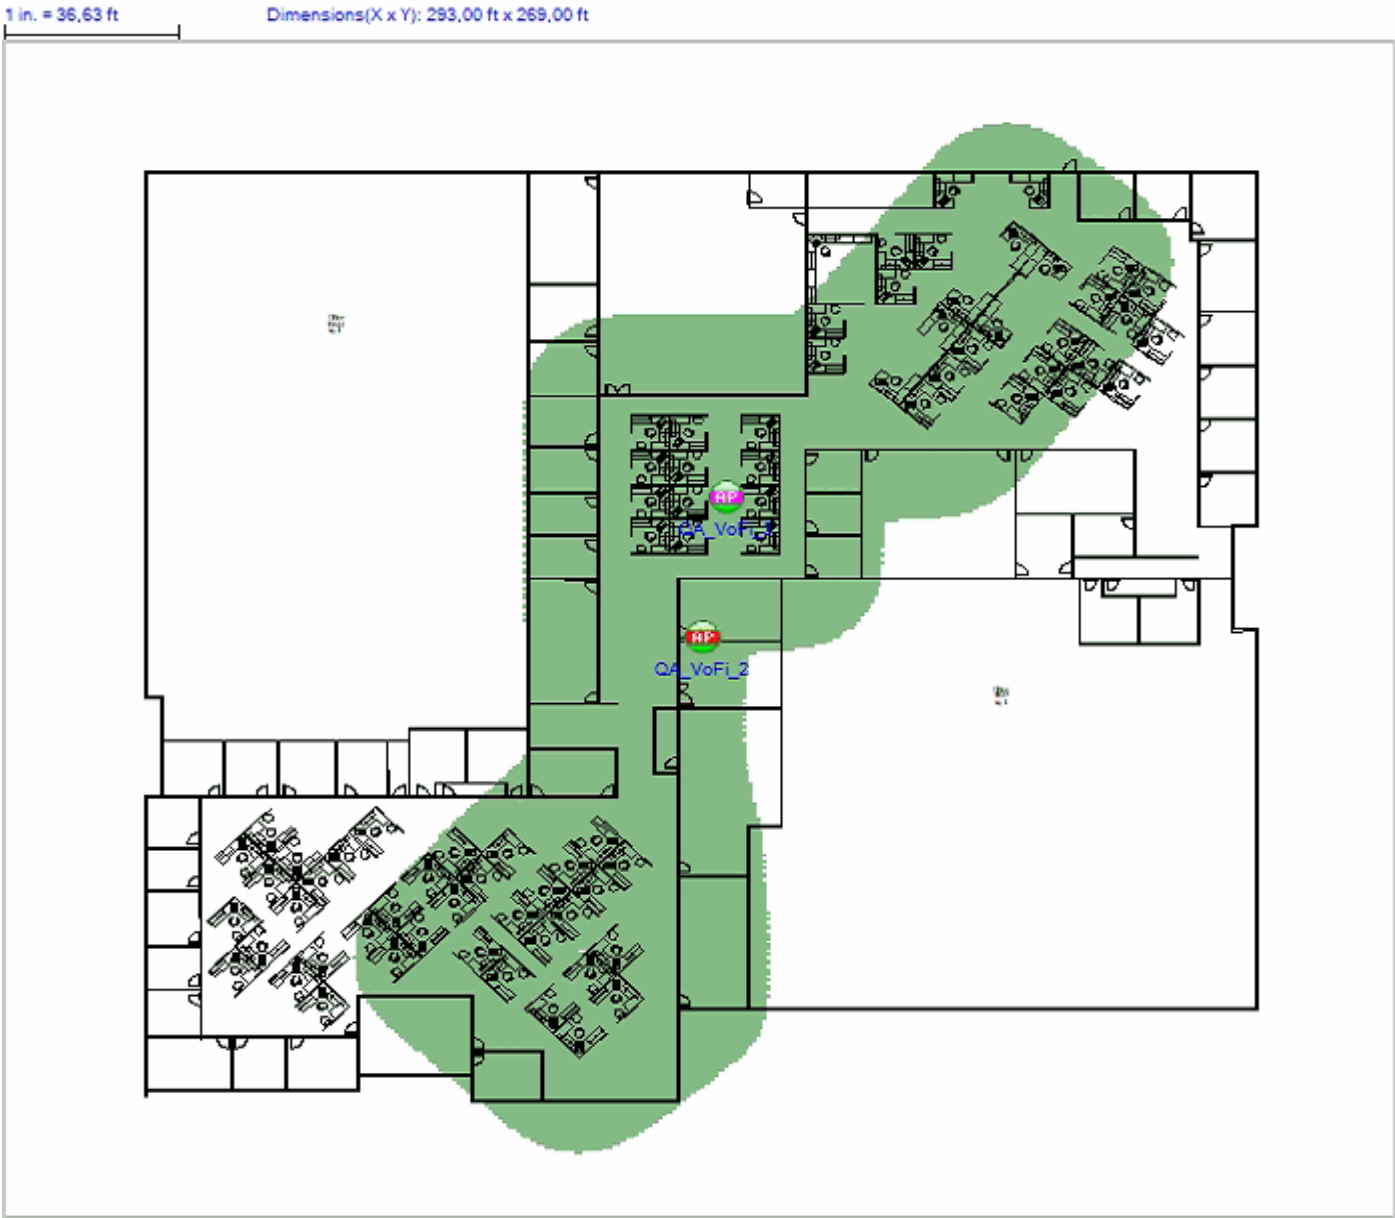 1 in. = 36,63 ft
Dimensions(X x Y): 293,00 ft x 269,00 ft
AP
AP
QA_VoFi_2